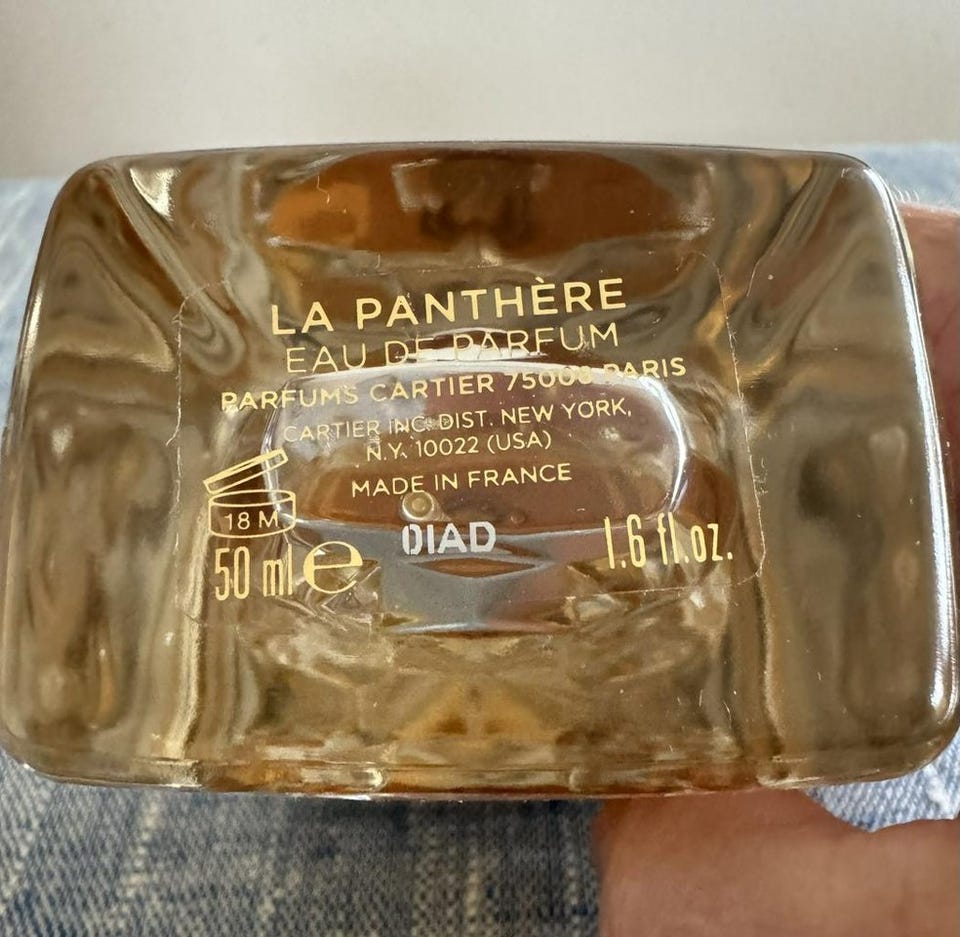 LA PANTHÈRE
EAU DE PARFUM
PARFUMS CARTIER 75008 PARIS
CARTIER INC. DIST. NEW YORK,
N.Y. 10022 (USA)
MADE IN FRANCE
18 M
50 ml e 0IAD 1.6 fl.oz.